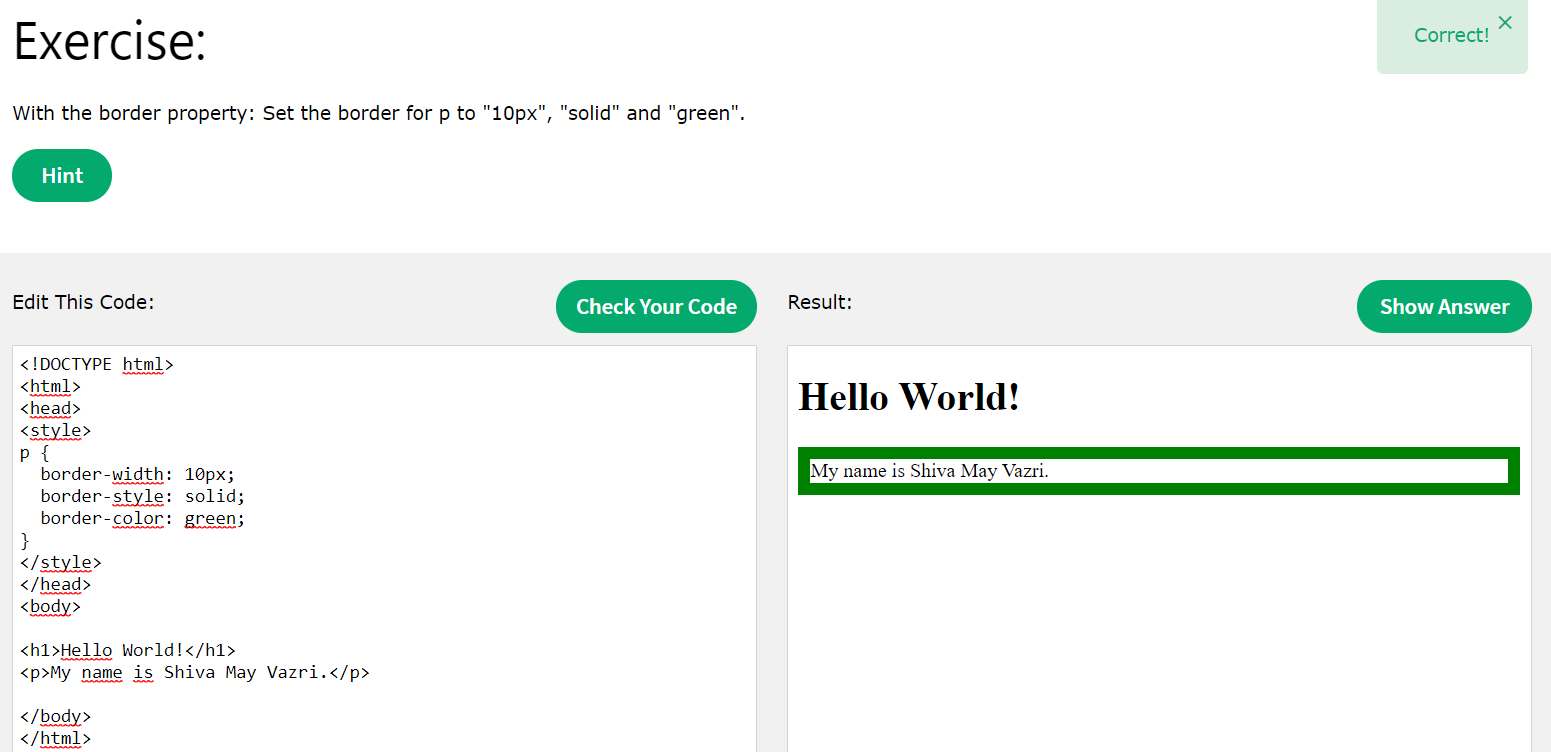 Exercise:
Correct!
×
With the border property: Set the border for p to "10px", "solid" and "green".
Hint
Edit This Code:
Check Your Code
<!DOCTYPE html>
<html>
<head>
<style>
p {
  border-width: 10px;
  border-style: solid;
  border-color: green;
}
</style>
</head>
<body>

<h1>Hello World!</h1>
<p>My name is Shiva May Vazri.</p>

</body>
</html>
Result:
Show Answer
Hello World!
My name is Shiva May Vazri.